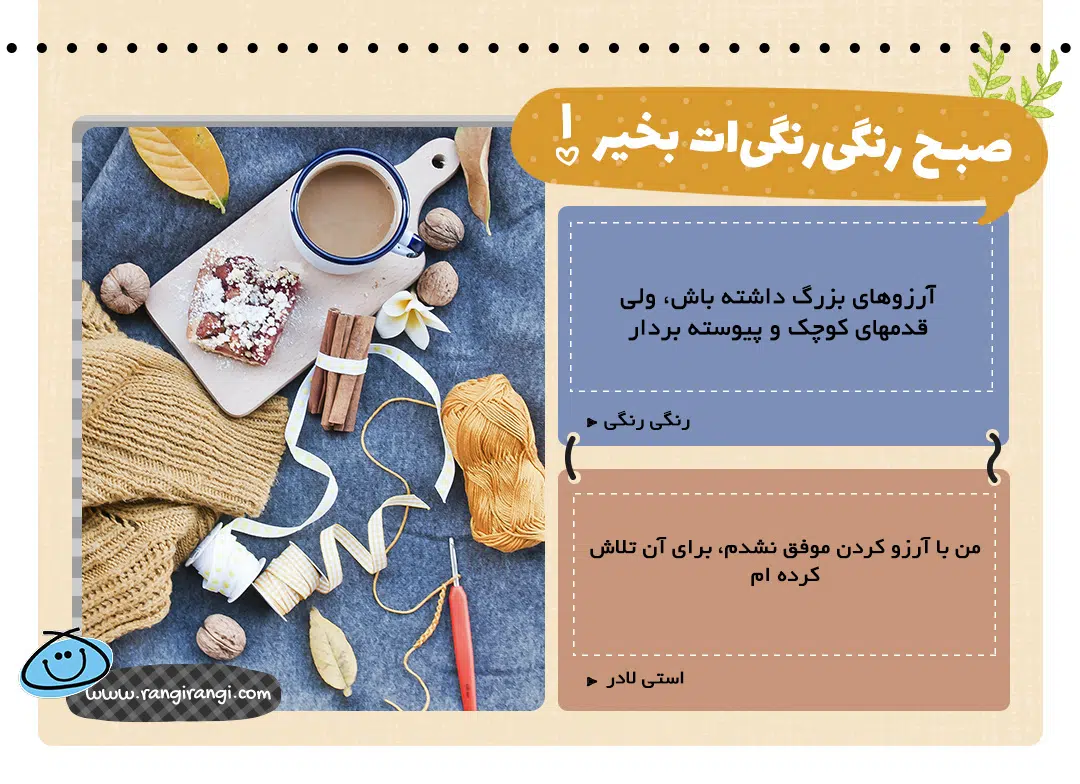 صبح رنگی‌رنگی‌ات بخیر !
آرزوهای بزرگ داشته باش، ولی
قدمهای کوچک و پیوسته بردار
رنگی رنگی
من با آرزو کردن موفق نشدم، برای آن تلاش
کرده ام
استی لادر
www.rangirangi.com